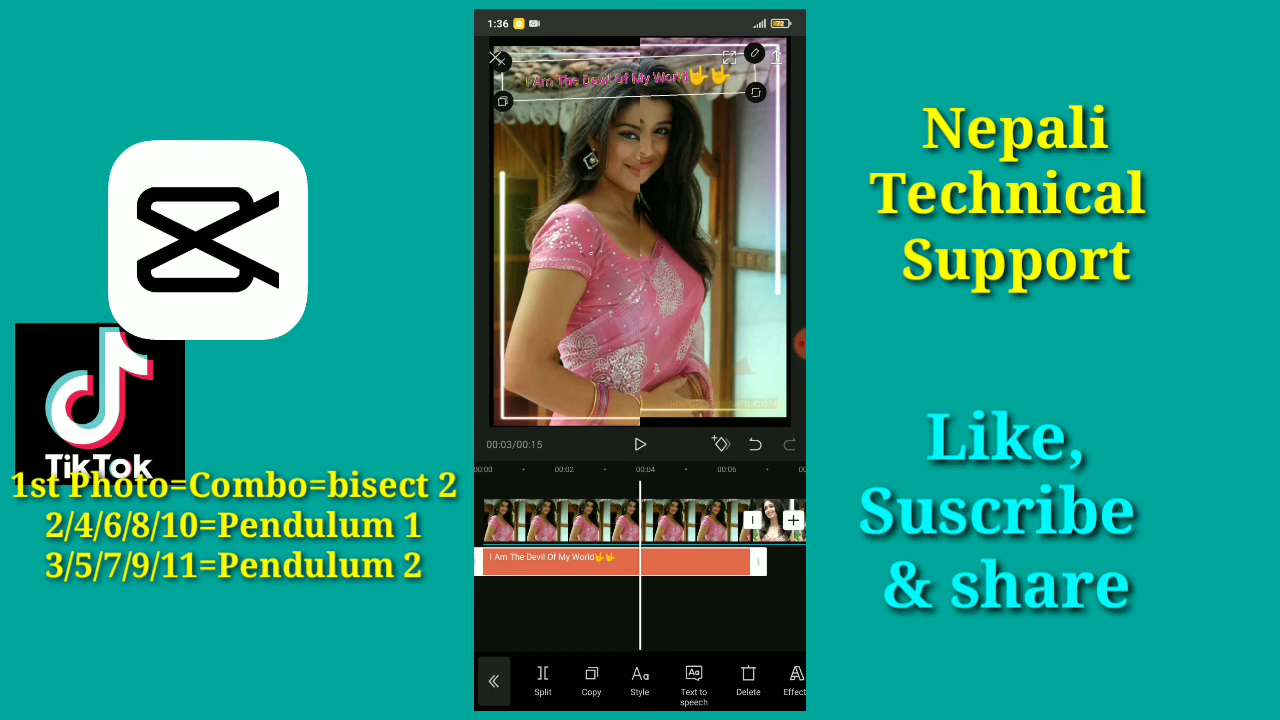 1:36
72
I Am The Devil Of My World🤟🤟
Nepali
Technical
Support
TikTok
1st Photo=Combo=bisect 2
2/4/6/8/10=Pendulum 1
3/5/7/9/11=Pendulum 2
Like,
Suscribe
& share
00:03/00:15
00:00
00:02
00:04
00:06
I Am The Devil Of My World🤟🤟
Split
Copy
Style
Text to
speech
Delete
Effect